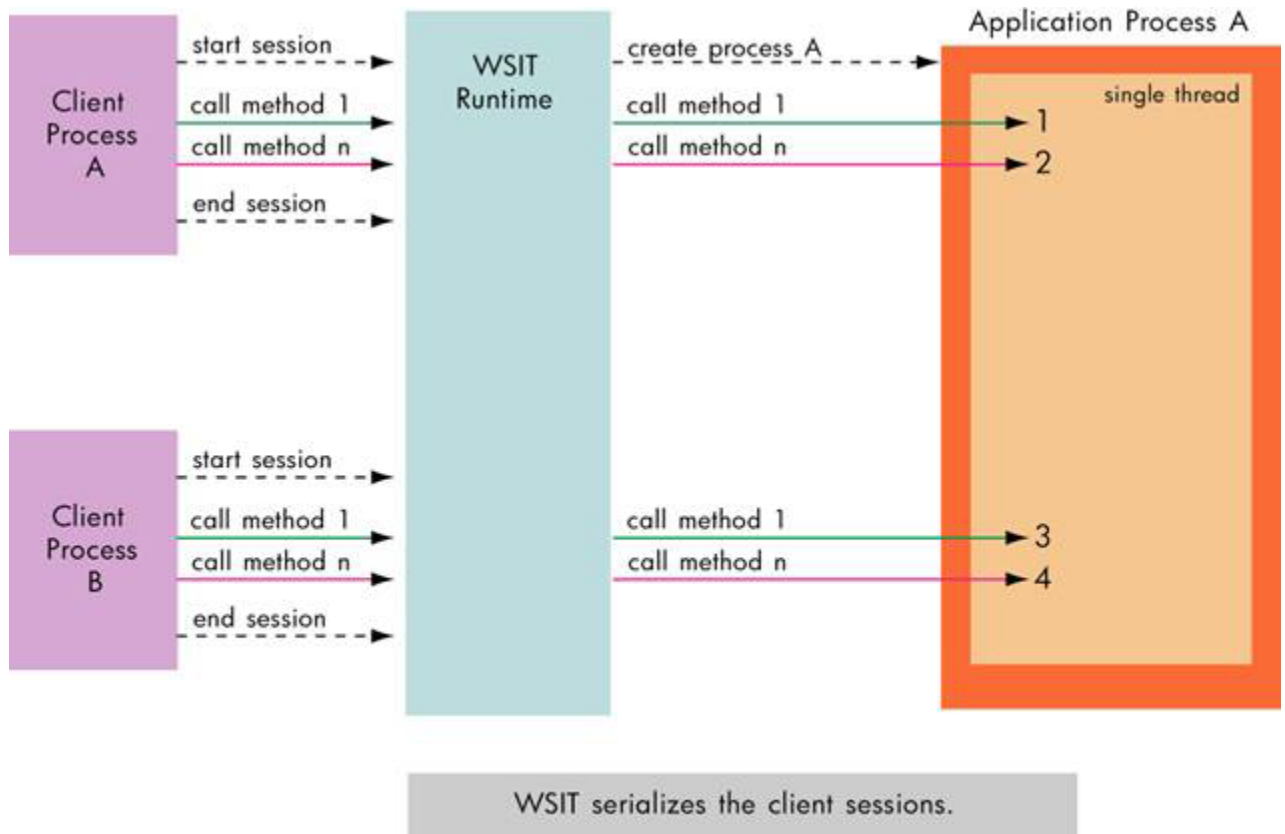 Application Process A
start session
create process A
WSIT
Runtime
single thread
Client
Process
A
call method 1
call method 1
1
call method n
call method n
2
end session
start session
Client
Process
B
call method 1
call method 1
3
call method n
call method n
4
end session
WSIT serializes the client sessions.